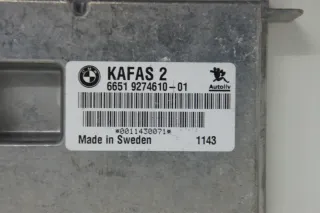 KAFAS 2
6651 9274610-01
Autoliv
*0011430071*
Made in Sweden 1143